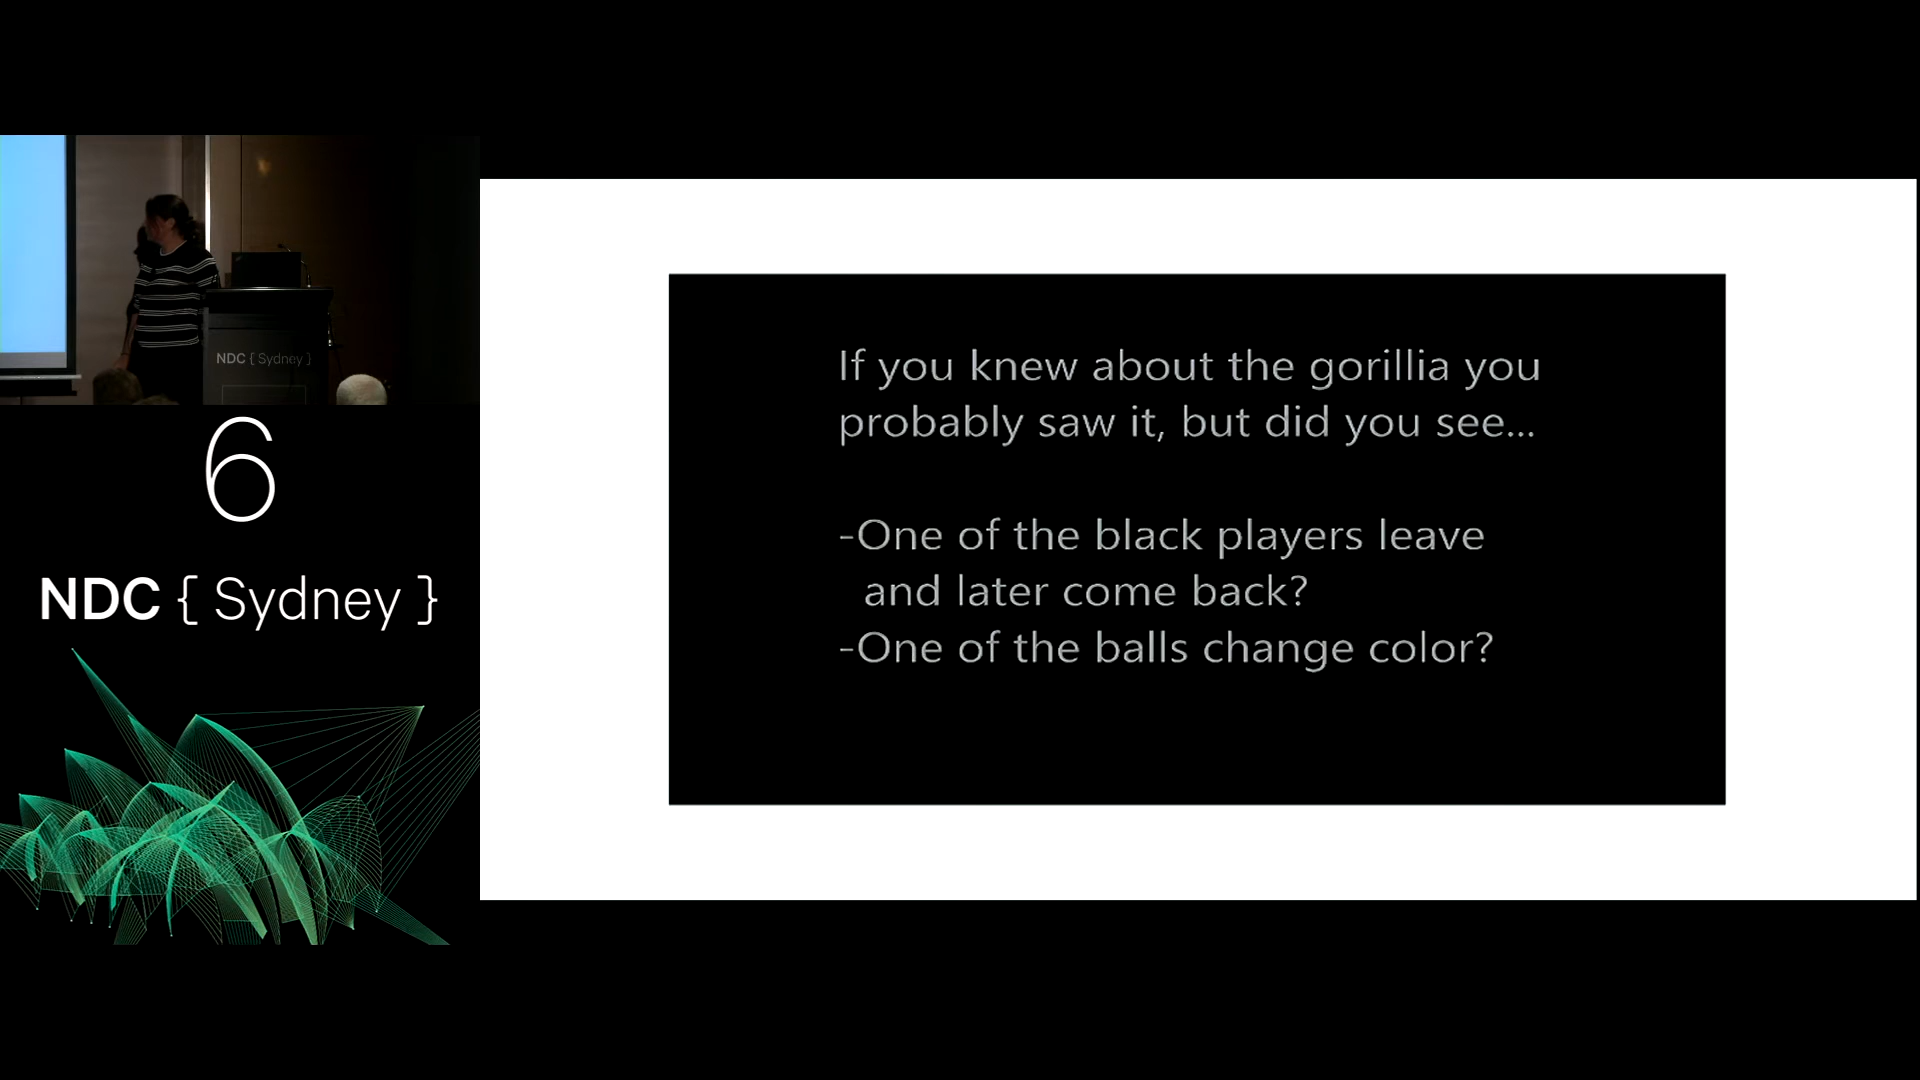 NDC { Sydney }
6
NDC { Sydney }
If you knew about the gorillia you
probably saw it, but did you see...
-One of the black players leave
and later come back?
-One of the balls change color?